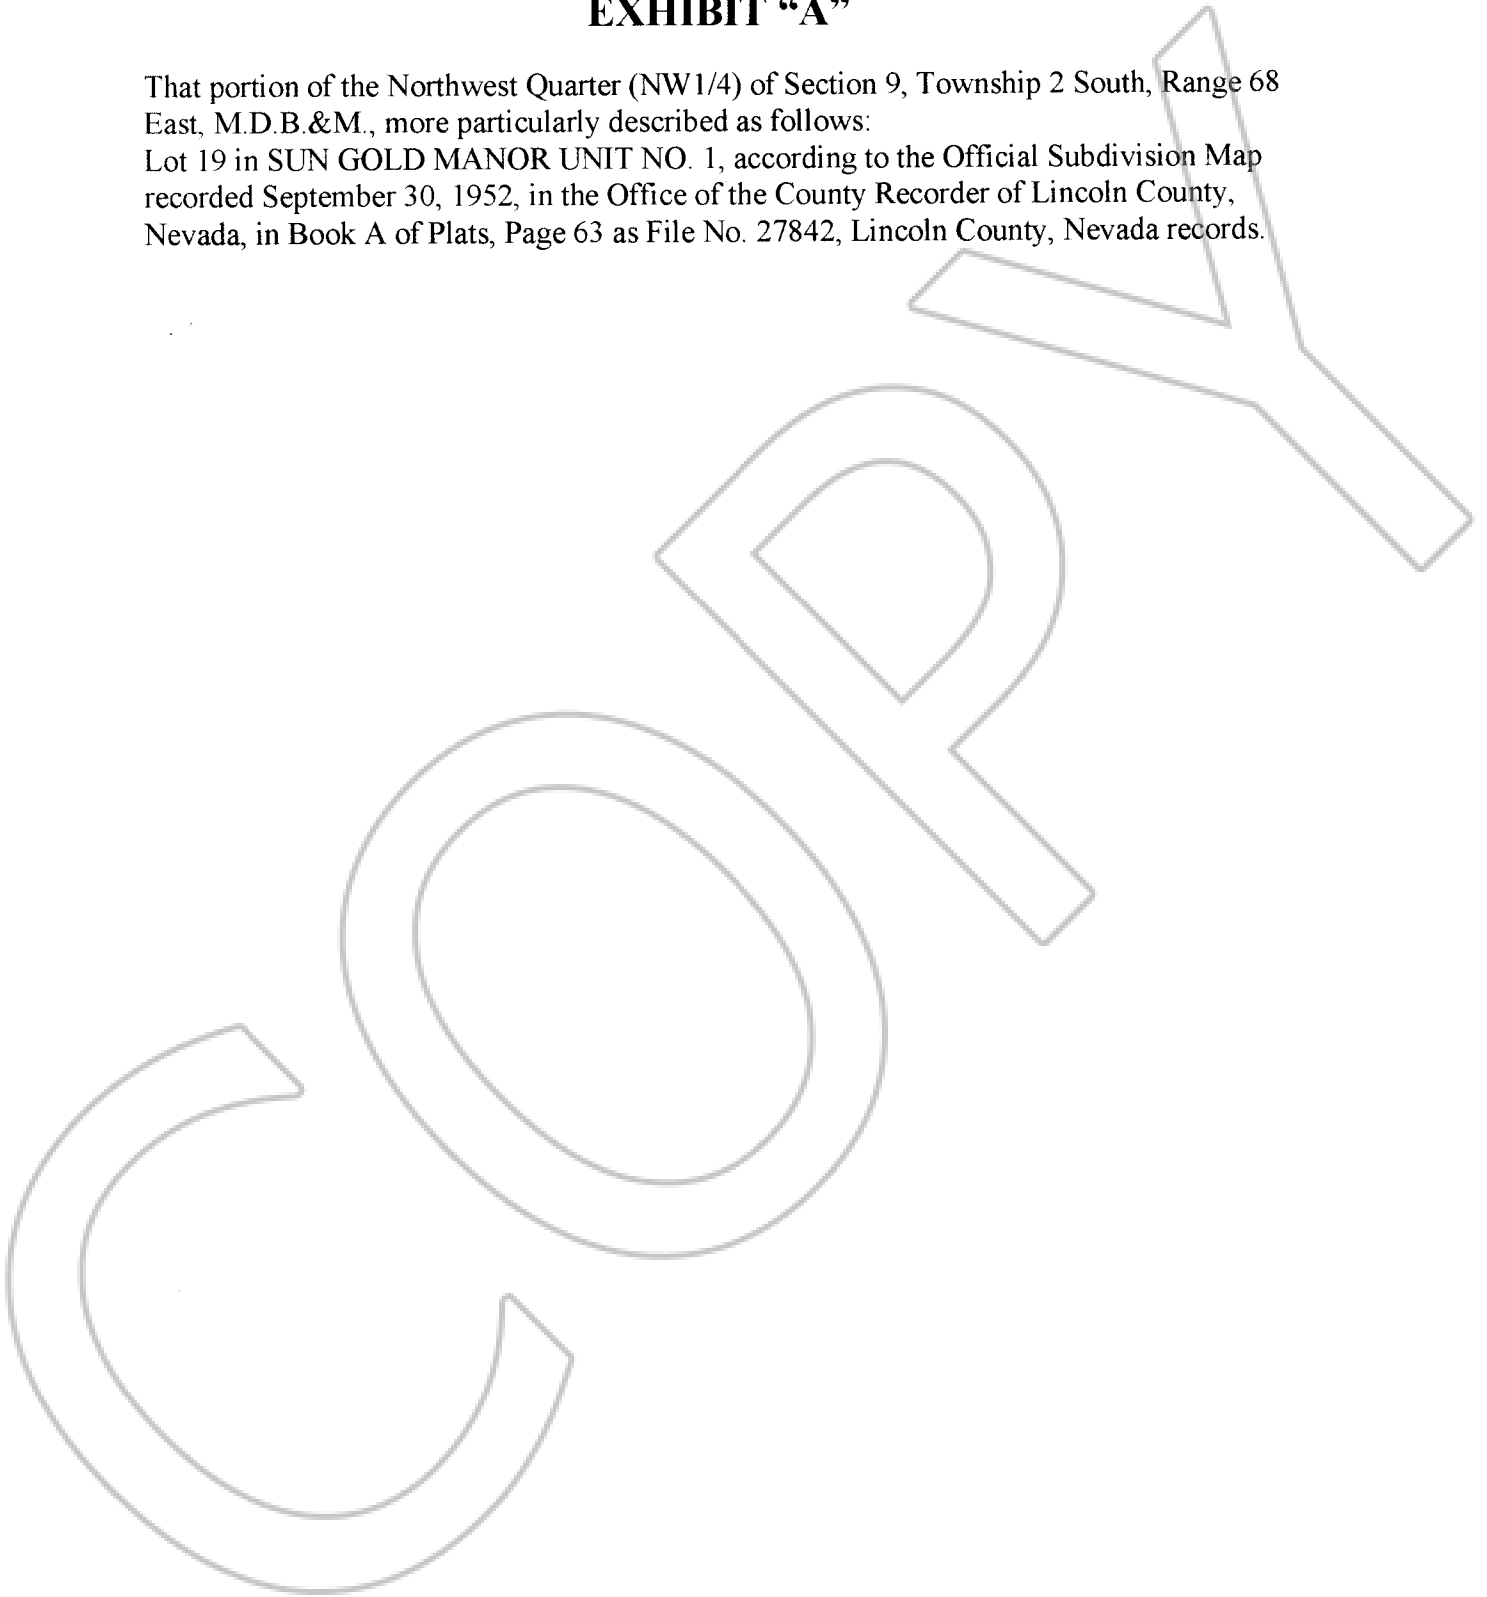 EXHIBIT “A”
That portion of the Northwest Quarter (NW1/4) of Section 9, Township 2 South, Range 68
East, M.D.B.&M., more particularly described as follows:
Lot 19 in SUN GOLD MANOR UNIT NO. 1, according to the Official Subdivision Map
recorded September 30, 1952, in the Office of the County Recorder of Lincoln County,
Nevada, in Book A of Plats, Page 63 as File No. 27842, Lincoln County, Nevada records.
COPY